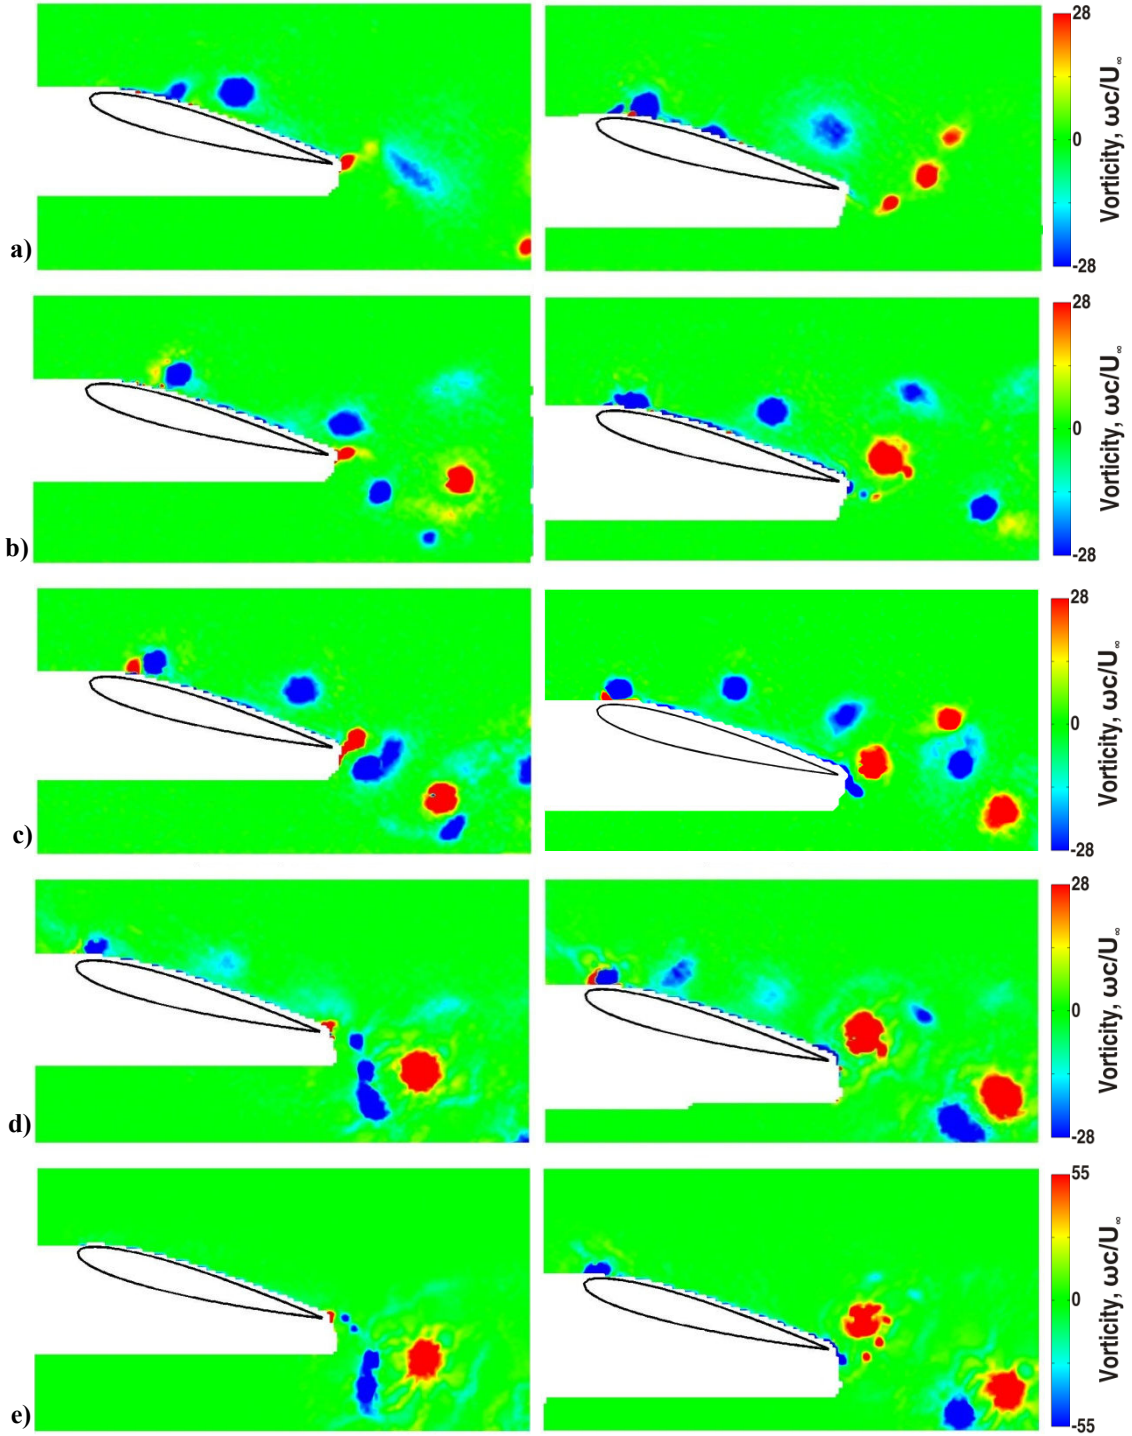 28
0
-28
Vorticity, ωc/U∞
a)
28
0
-28
Vorticity, ωc/U∞
b)
28
0
-28
Vorticity, ωc/U∞
c)
28
0
-28
Vorticity, ωc/U∞
d)
55
0
-55
Vorticity, ωc/U∞
e)